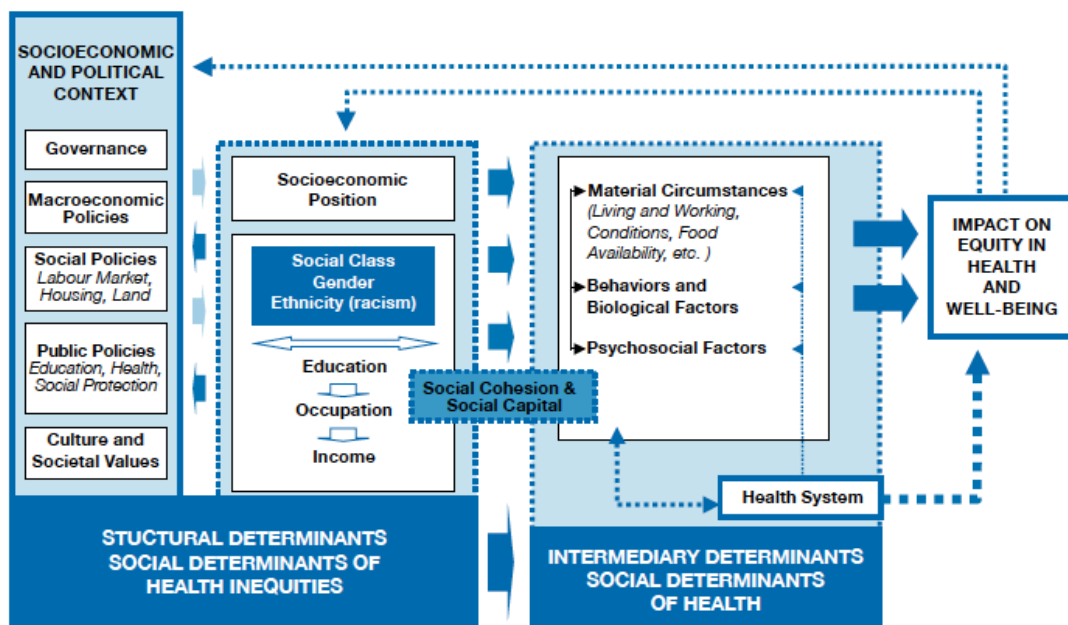 SOCIOECONOMIC
AND POLITICAL
CONTEXT
Governance
Macroeconomic
Policies
Social Policies
Labour Market,
Housing, Land
Public Policies
Education, Health,
Social Protection
Culture and
Societal Values
Socioeconomic
Position
Social Class
Gender
Ethnicity (racism)
Education
Occupation
Income
Social Cohesion &
Social Capital
Material Circumstances
(Living and Working,
Conditions, Food
Availability, etc. )
Behaviors and
Biological Factors
Psychosocial Factors
Health System
IMPACT ON
EQUITY IN
HEALTH
AND
WELL-BEING
STUCTURAL DETERMINANTS
SOCIAL DETERMINANTS OF
HEALTH INEQUITIES
INTERMEDIARY DETERMINANTS
SOCIAL DETERMINANTS
OF HEALTH